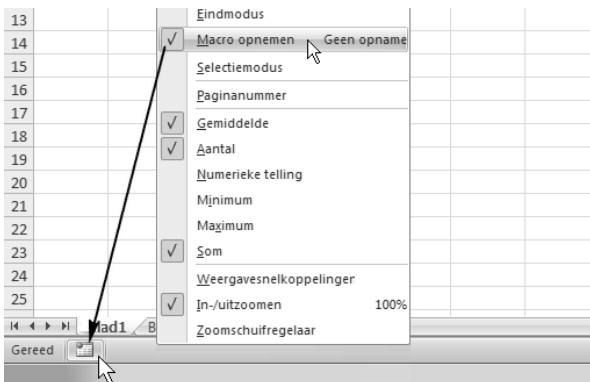 13
Eindmodus
14
Macro opnemen Geen opname
15
Selectiemodus
16
Paginanummer
17
Gemiddelde
18
Aantal
19
20
Numerieke telling
21
Minimum
22
Maximum
23
Som
24
Weergavesnelkoppelingen
25
In-/uitzoomen 100%
Blad1 B
Zoomschuifregelaar
Gereed